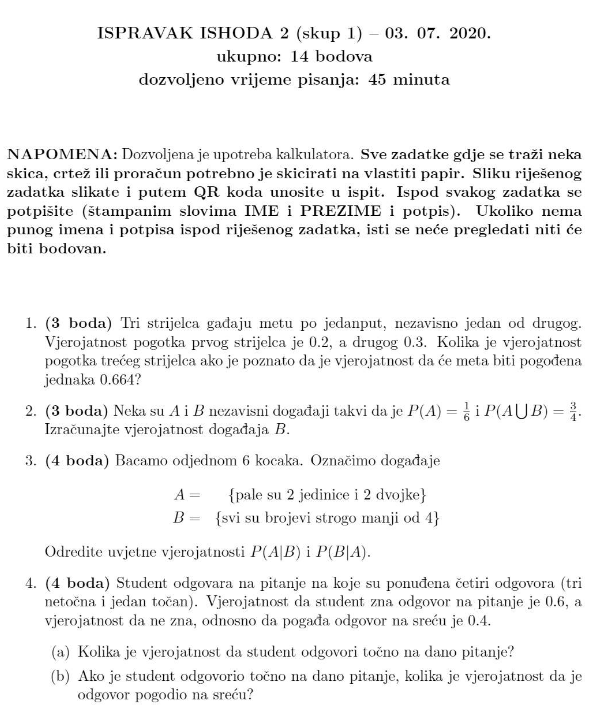 ISPRAVAK ISHODA 2 (skup 1) – 03. 07. 2020.
ukupno: 14 bodova
dozvoljeno vrijeme pisanja: 45 minuta
NAPOMENA: Dozvoljena je upotreba kalkulatora. Sve zadatke gdje se traži neka
skica, crtež ili proračun potrebno je skicirati na vlastiti papir. Sliku riješenog
zadatka slikate i putem QR koda unosite u ispit. Ispod svakog zadatka se
potpišite (štampanim slovima IME i PREZIME i potpis). Ukoliko nema
punog imena i potpisa ispod riješenog zadatka, isti se neće pregledati niti će
biti bodovan.
1. (3 boda) Tri strijelca gađaju metu po jedanput, nezavisno jedan od drugog.
Vjerojatnost pogotka prvog strijelca je 0.2, a drugog 0.3. Kolika je vjerojatnost
pogotka trećeg strijelca ako je poznato da je vjerojatnost da će meta biti pogođena
jednaka 0.664?
2. (3 boda) Neka su A i B nezavisni događaji takvi da je P(A) = 1/6 i P(A⋃B) = 3/4.
Izračunajte vjerojatnost događaja B.
3. (4 boda) Bacamo odjednom 6 kocaka. Označimo događaje
A = {pale su 2 jedinice i 2 dvojke}
B = {svi su brojevi strogo manji od 4}
Odredite uvjetne vjerojatnosti P(A|B) i P(B|A).
4. (4 boda) Student odgovara na pitanje na koje su ponuđena četiri odgovora (tri
netočna i jedan točan). Vjerojatnost da student zna odgovor na pitanje je 0.6, a
vjerojatnost da ne zna, odnosno da pogađa odgovor na sreću je 0.4.
(a) Kolika je vjerojatnost da student odgovori točno na dano pitanje?
(b) Ako je student odgovorio točno na dano pitanje, kolika je vjerojatnost da je
odgovor pogodio na sreću?